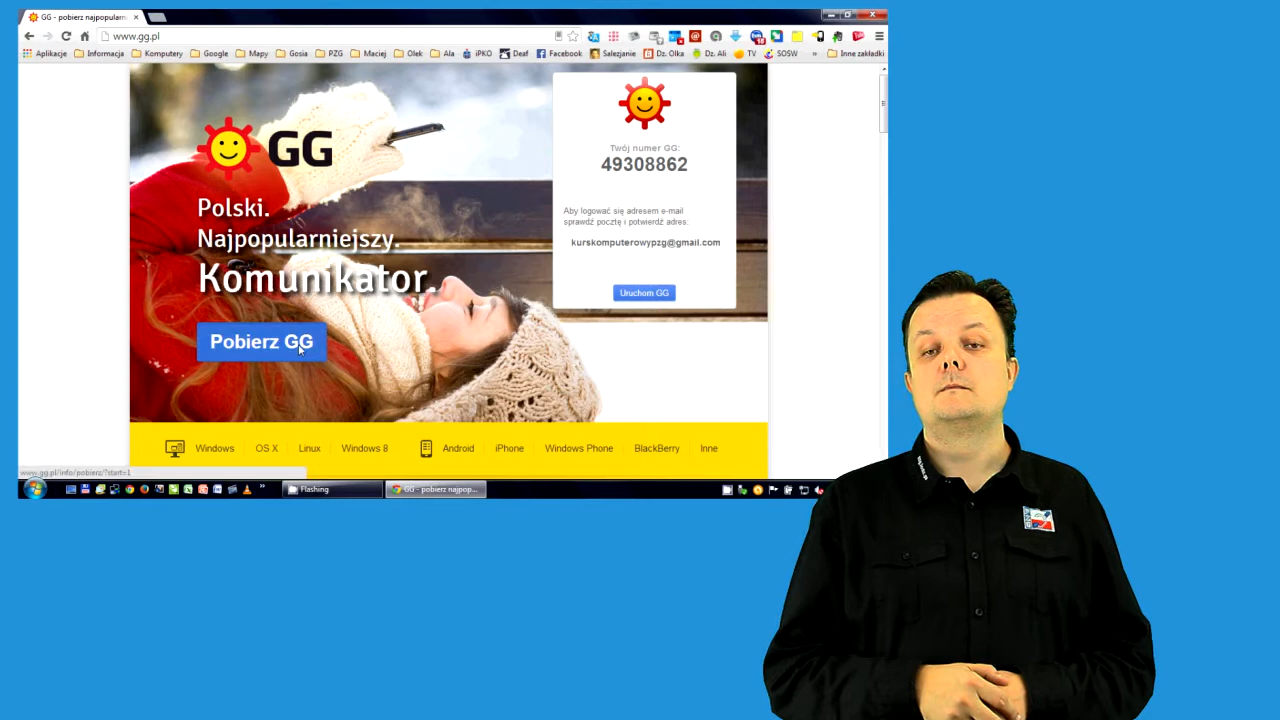 GG - pobierz najpopularn
www.gg.pl
Aplikacje Informacja Komputery Google Mapy Gosia PZG Maciej Olek Ala iPKO Deaf Facebook Salezjanie Dz. Olka Dz. Ali TV SOSW » Inne zakładki
GG
Polski.
Najpopularniejszy.
Komunikator.
Pobierz GG
Twój numer GG:
49308862
Aby logować się adresem e-mail
sprawdź pocztę i potwierdź adres:
kurskomputerowypzg@gmail.com
Uruchom GG
Windows OS X Linux Windows 8 Android iPhone Windows Phone BlackBerry Inne
www.gg.pl/info/pobierz/?start=1
Flashing
GG - pobierz najpop...